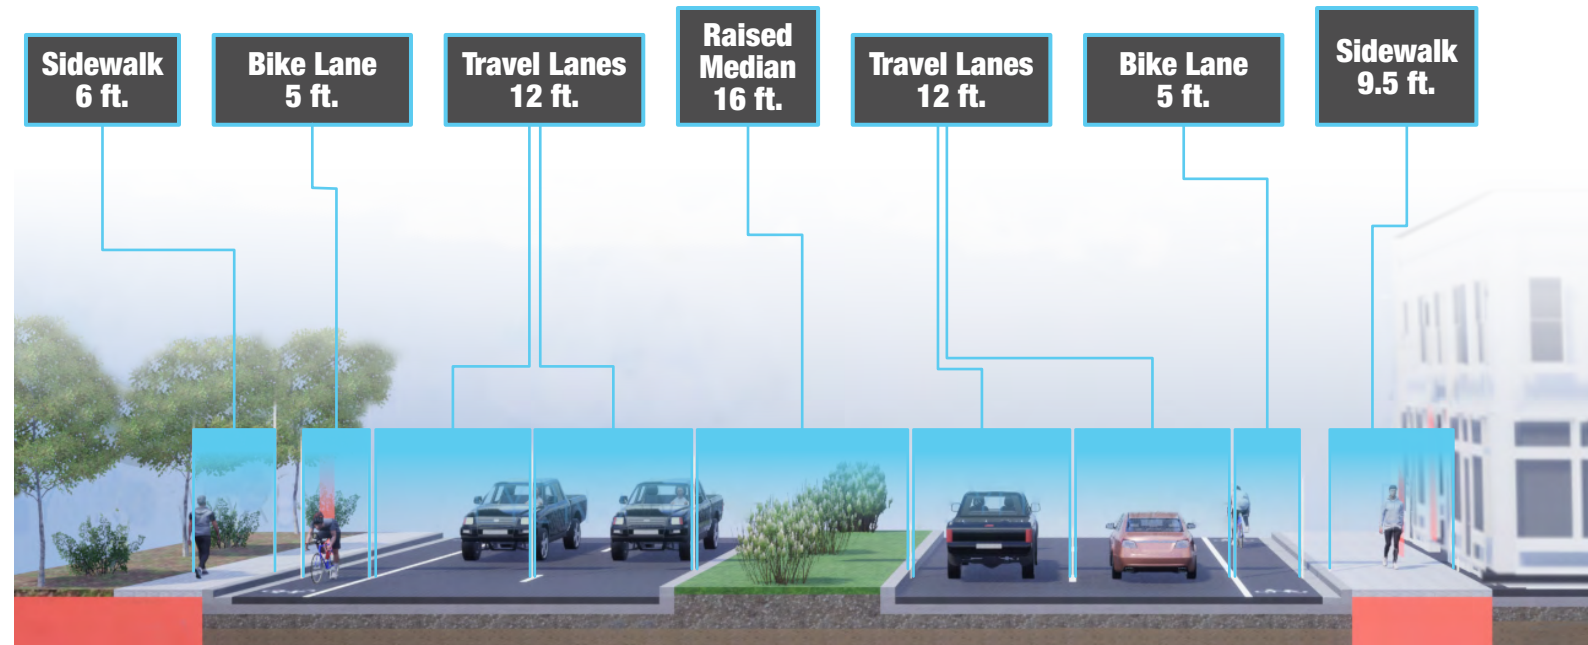 Sidewalk
6 ft.
Bike Lane
5 ft.
Travel Lanes
12 ft.
Raised
Median
16 ft.
Travel Lanes
12 ft.
Bike Lane
5 ft.
Sidewalk
9.5 ft.